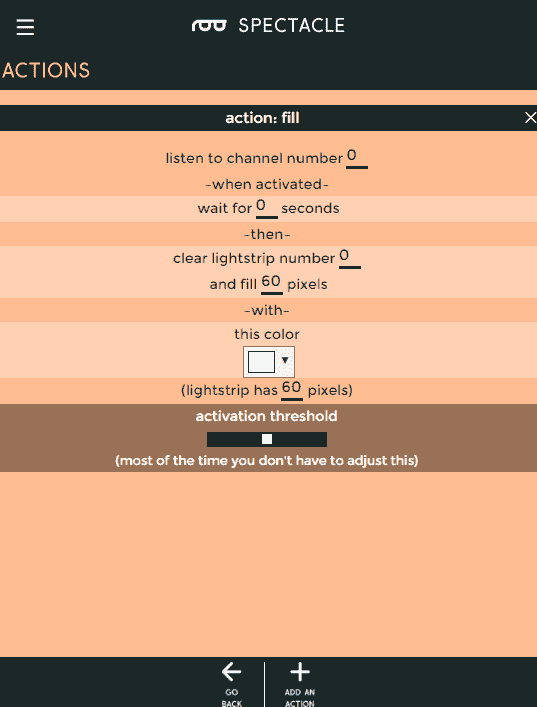 SPECTACLE
ACTIONS
action: fill
listen to channel number 0
-when activated-
wait for 0 seconds
-then-
clear lightstrip number 0
and fill 60 pixels
-with-
this color
(lightstrip has 60 pixels)
activation threshold
(most of the time you don't have to adjust this)
GO BACK
ADD AN ACTION